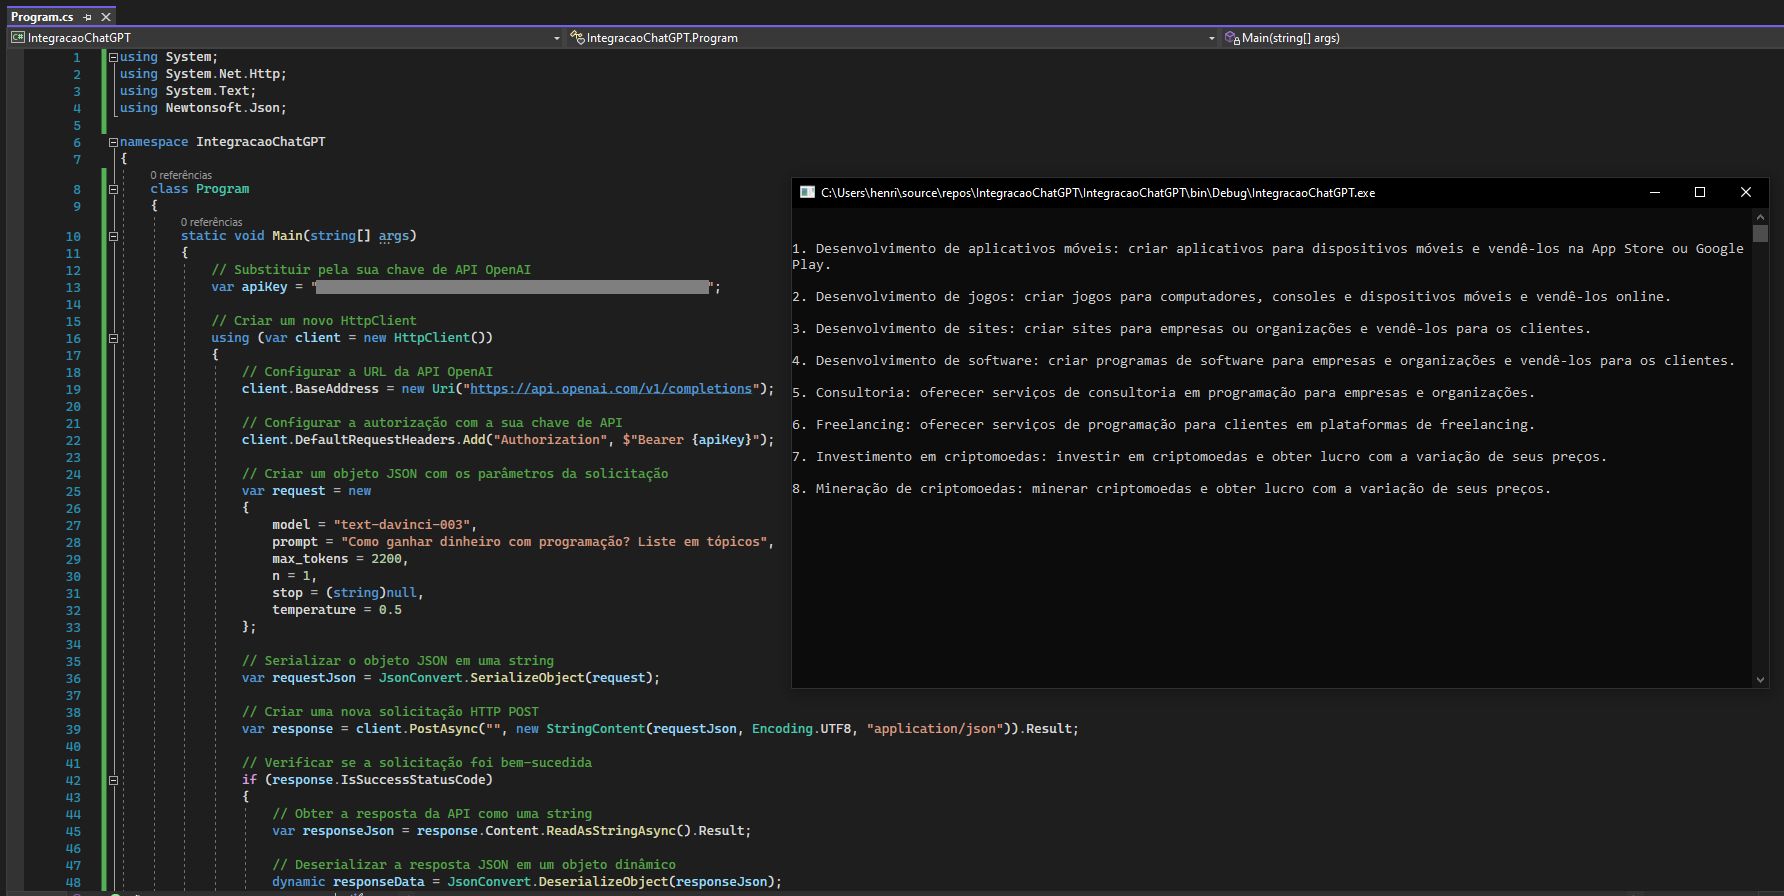 Program.cs
IntegracaoChatGPT
IntegracaoChatGPT.Program
Main(string[] args)
1 using System;
2 using System.Net.Http;
3 using System.Text;
4 using Newtonsoft.Json;
5
6 namespace IntegracaoChatGPT
7 {
0 referências
8 class Program
9 {
0 referências
10 static void Main(string[] args)
11 {
12 // Substituir pela sua chave de API OpenAI
13 var apiKey = "";
14
15 // Criar um novo HttpClient
16 using (var client = new HttpClient())
17 {
18 // Configurar a URL da API OpenAI
19 client.BaseAddress = new Uri("https://api.openai.com/v1/completions");
20
21 // Configurar a autorização com a sua chave de API
22 client.DefaultRequestHeaders.Add("Authorization", $"Bearer {apiKey}");
23
24 // Criar um objeto JSON com os parâmetros da solicitação
25 var request = new
26 {
27 model = "text-davinci-003",
28 prompt = "Como ganhar dinheiro com programação? Liste em tópicos",
29 max_tokens = 2200,
30 n = 1,
31 stop = (string)null,
32 temperature = 0.5
33 };
34
35 // Serializar o objeto JSON em uma string
36 var requestJson = JsonConvert.SerializeObject(request);
37
38 // Criar uma nova solicitação HTTP POST
39 var response = client.PostAsync("", new StringContent(requestJson, Encoding.UTF8, "application/json")).Result;
40
41 // Verificar se a solicitação foi bem-sucedida
42 if (response.IsSuccessStatusCode)
43 {
44 // Obter a resposta da API como uma string
45 var responseJson = response.Content.ReadAsStringAsync().Result;
46
47 // Deserializar a resposta JSON em um objeto dinâmico
48 dynamic responseData = JsonConvert.DeserializeObject(responseJson);
C:\Users\henri\source\repos\IntegracaoChatGPT\IntegracaoChatGPT\bin\Debug\IntegracaoChatGPT.exe
1. Desenvolvimento de aplicativos móveis: criar aplicativos para dispositivos móveis e vendê-los na App Store ou Google
Play.
2. Desenvolvimento de jogos: criar jogos para computadores, consoles e dispositivos móveis e vendê-los online.
3. Desenvolvimento de sites: criar sites para empresas ou organizações e vendê-los para os clientes.
4. Desenvolvimento de software: criar programas de software para empresas e organizações e vendê-los para os clientes.
5. Consultoria: oferecer serviços de consultoria em programação para empresas e organizações.
6. Freelancing: oferecer serviços de programação para clientes em plataformas de freelancing.
7. Investimento em criptomoedas: investir em criptomoedas e obter lucro com a variação de seus preços.
8. Mineração de criptomoedas: minerar criptomoedas e obter lucro com a variação de seus preços.